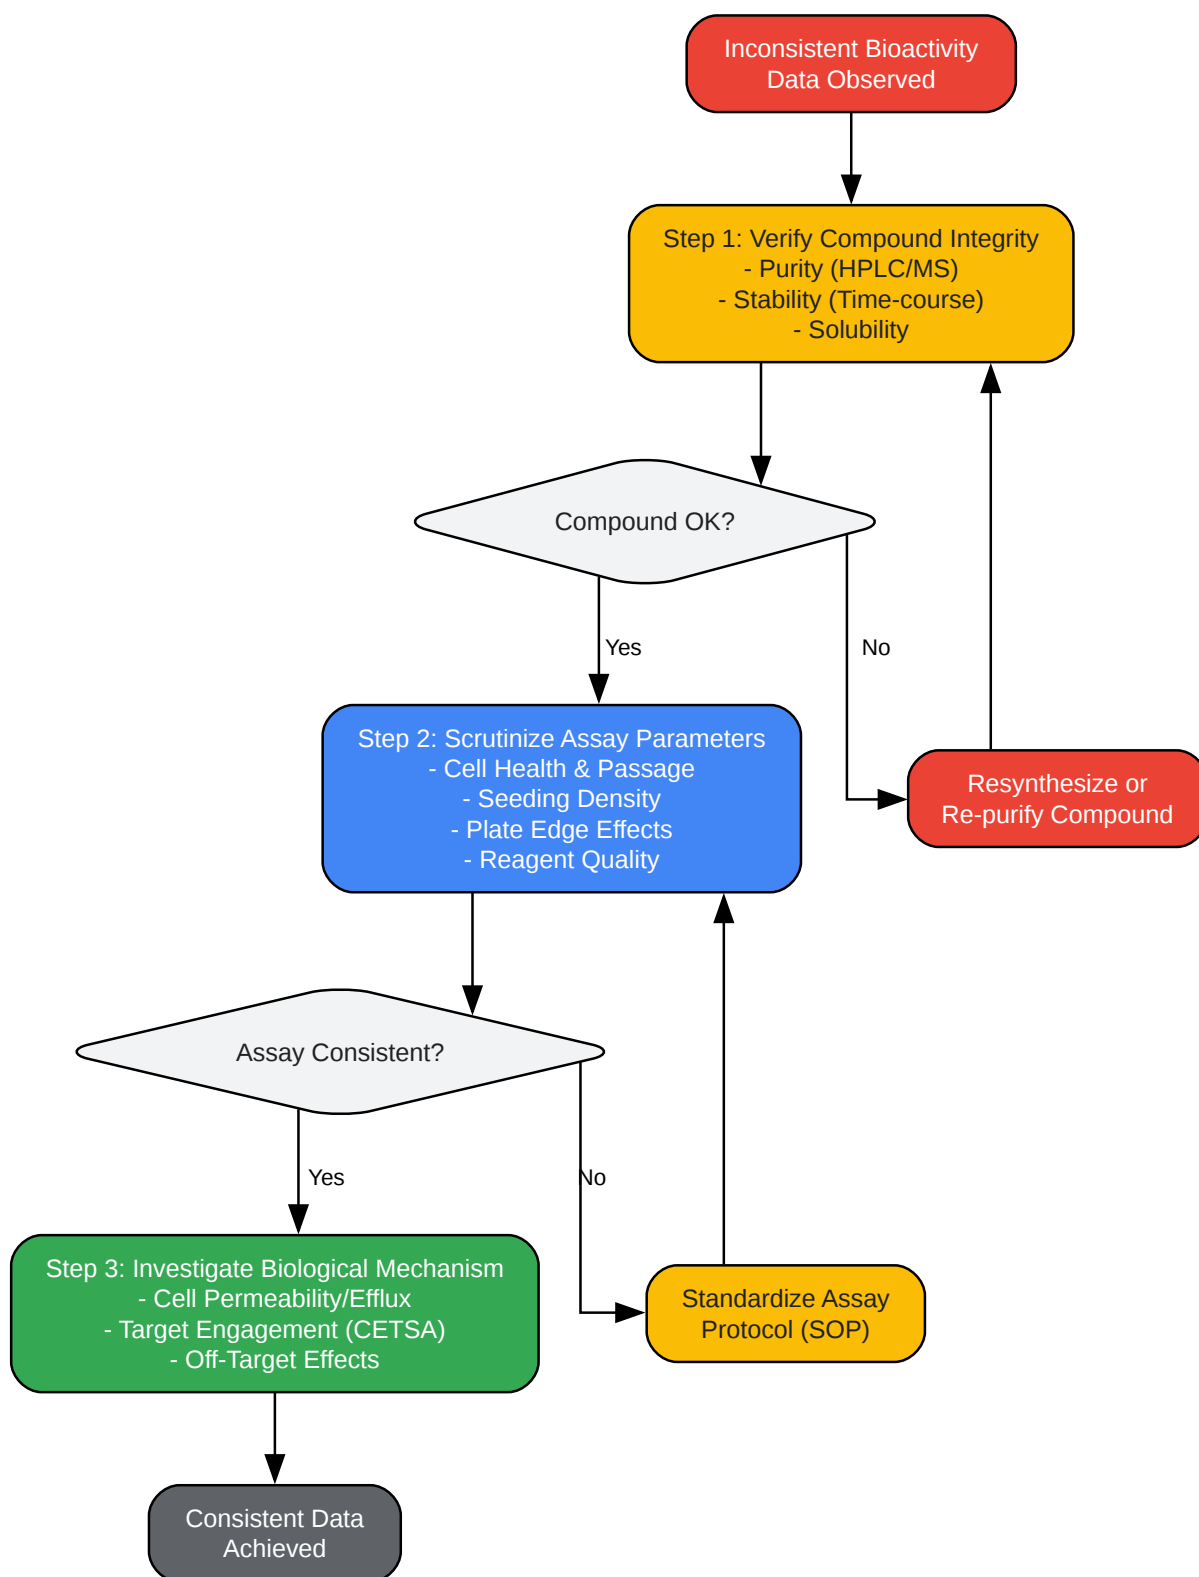 Inconsistent Bioactivity
Data Observed
Step 1: Verify Compound Integrity
- Purity (HPLC/MS)
- Stability (Time-course)
- Solubility
Compound OK?
Yes
No
Step 2: Scrutinize Assay Parameters
- Cell Health & Passage
- Seeding Density
- Plate Edge Effects
- Reagent Quality
Resynthesize or
Re-purify Compound
Assay Consistent?
Yes
No
Step 3: Investigate Biological Mechanism
- Cell Permeability/Efflux
- Target Engagement (CETSA)
- Off-Target Effects
Standardize Assay
Protocol (SOP)
Consistent Data
Achieved